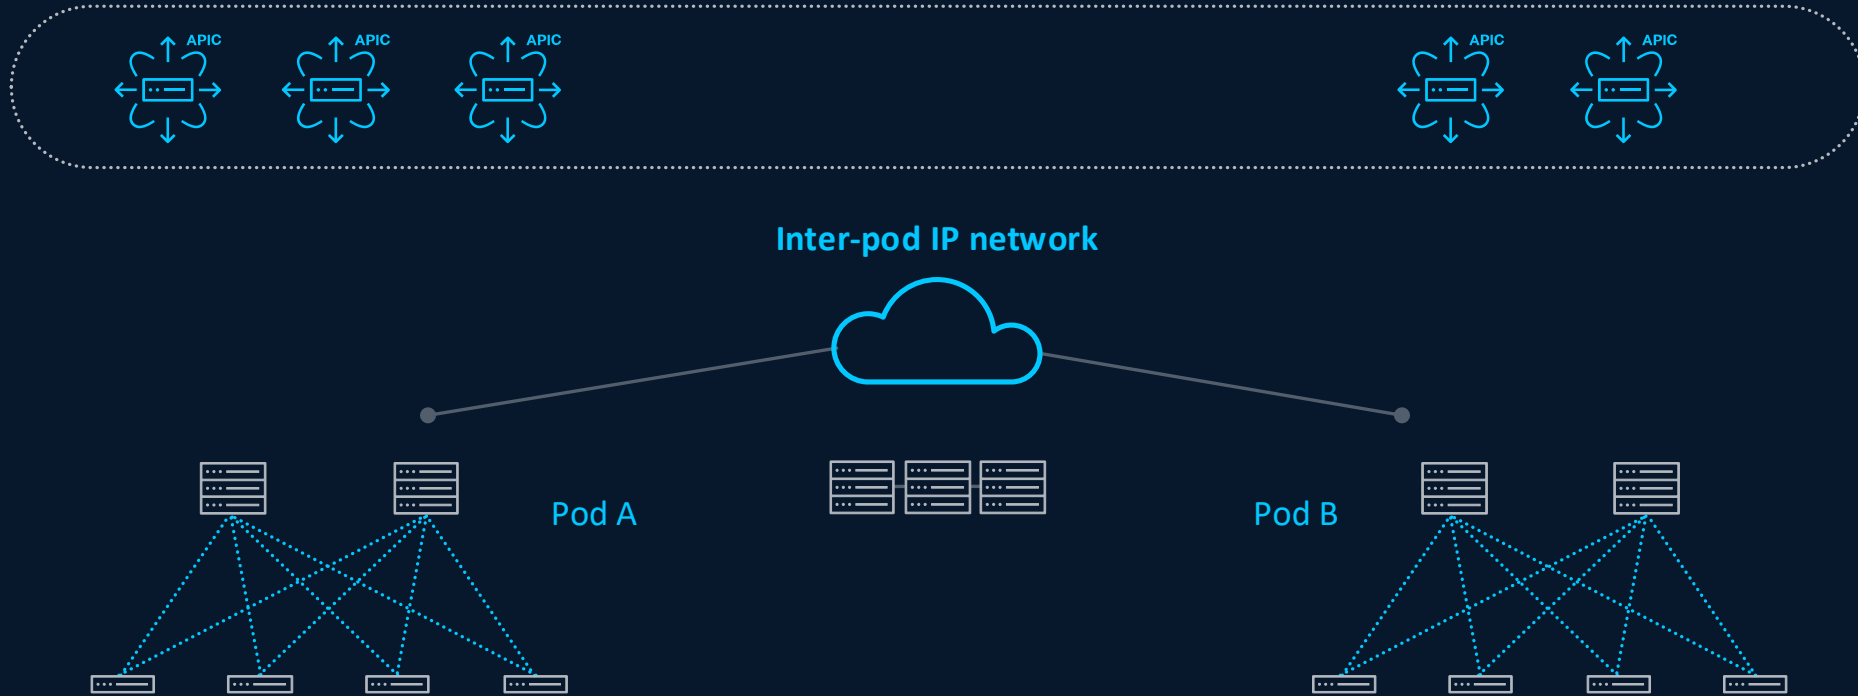 APIC
APIC
APIC
APIC
APIC
Inter-pod IP network
Pod A
Pod B